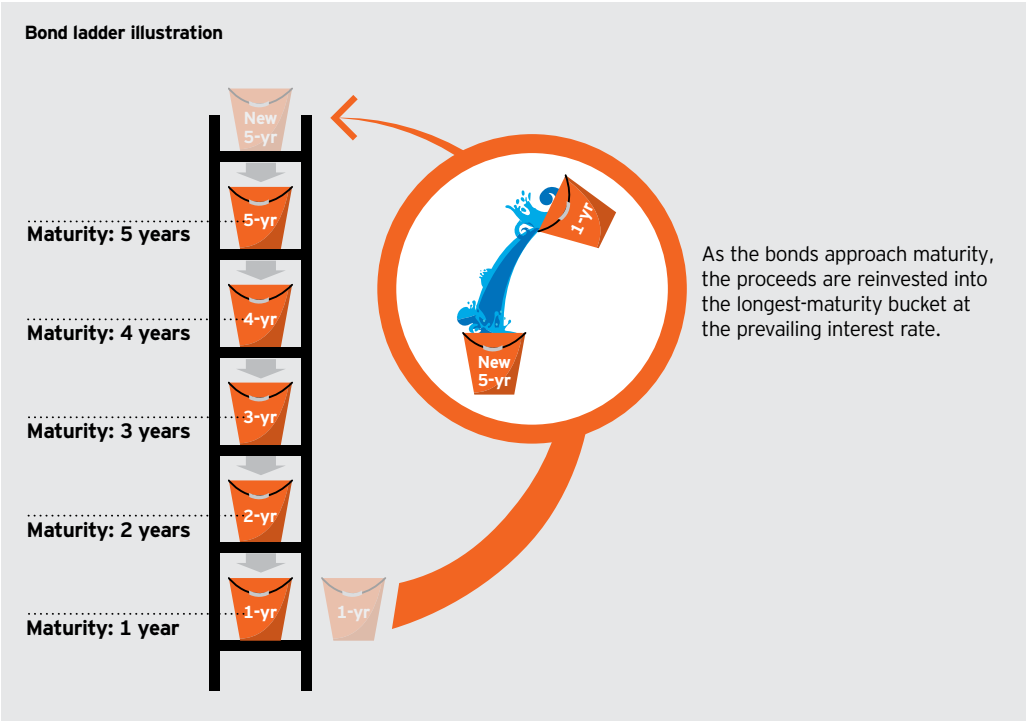 Bond ladder illustration
New
5-yr
5-yr
Maturity: 5 years
4-yr
Maturity: 4 years
3-yr
Maturity: 3 years
2-yr
Maturity: 2 years
1-yr
Maturity: 1 year
1-yr
1-yr
New
5-yr
As the bonds approach maturity,
the proceeds are reinvested into
the longest-maturity bucket at
the prevailing interest rate.